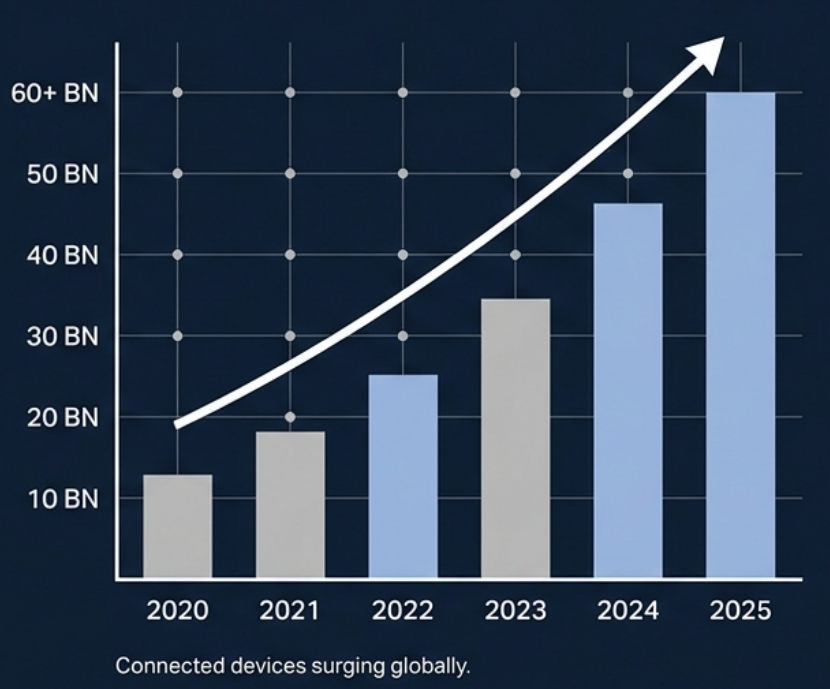 60+ BN
50 BN
40 BN
30 BN
20 BN
10 BN
2020 2021 2022 2023 2024 2025
Connected devices surging globally.